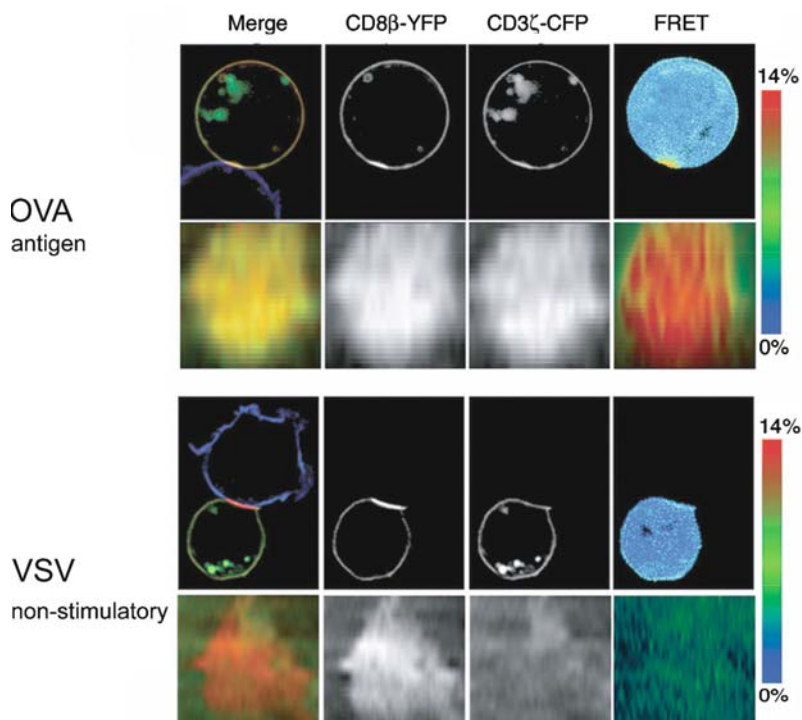 Merge CD8β-YFP CD3ζ-CFP FRET
14%
OVA
antigen
0%
14%
VSV
non-stimulatory
0%